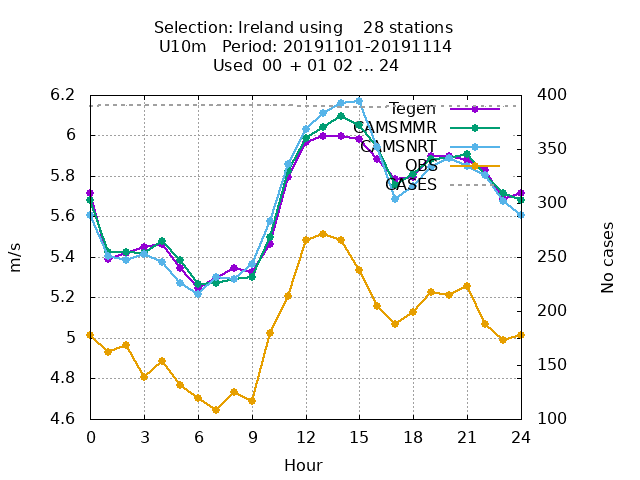 Selection: Ireland using    28 stations
U10m   Period: 20191101-20191114
Used  00 + 01 02 ... 24
6.2
6
5.8
5.6
5.4
5.2
5
4.8
4.6
m/s
400
350
300
250
200
150
100
No cases
Tegen
CAMSMMR
CAMSNRT
OBS
CASES
0 3 6 9 12 15 18 21 24
Hour